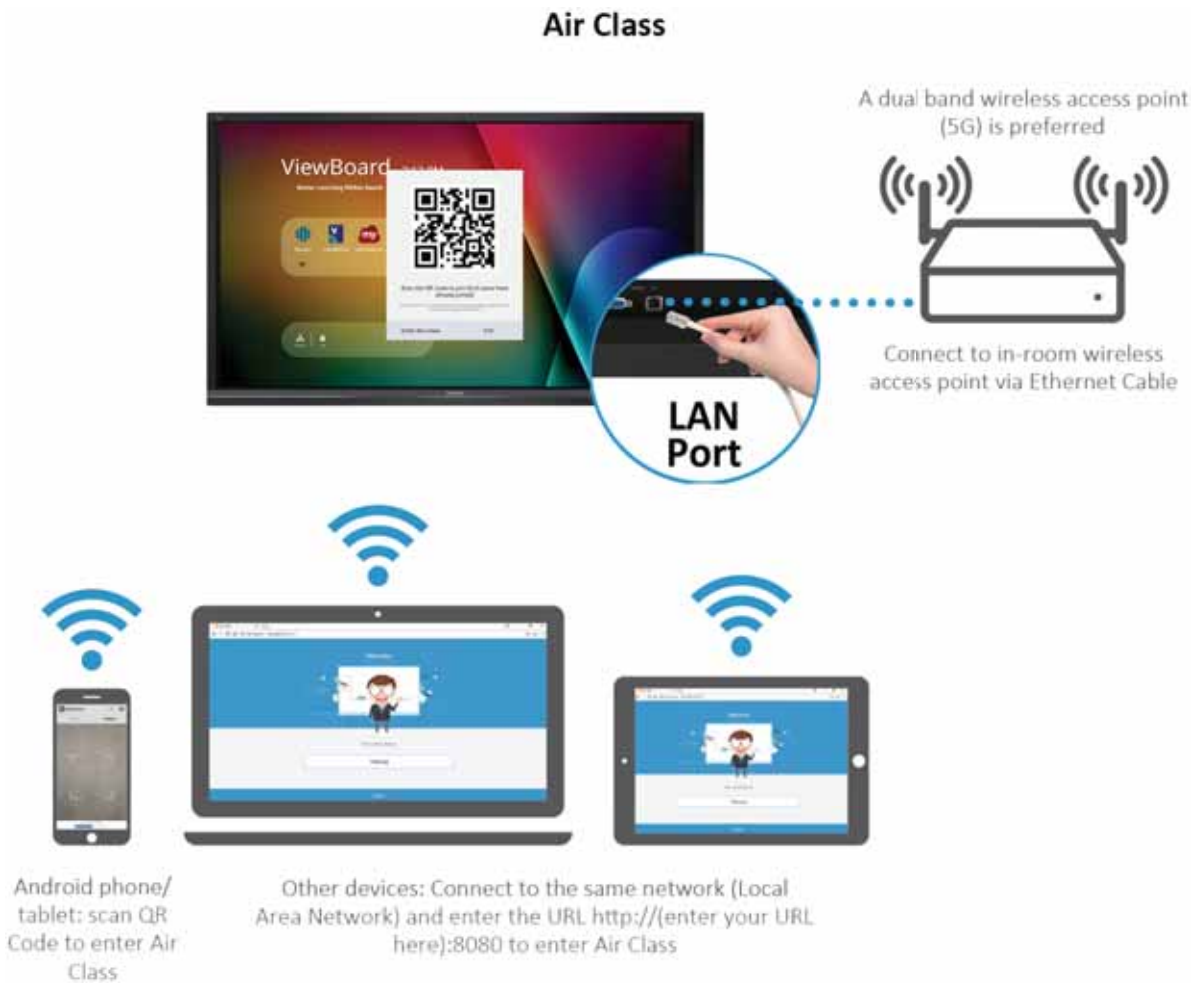 Air Class
A dual band wireless access point
(5G) is preferred
ViewBoard
my
LAN
Port
Connect to in-room wireless
access point via Ethernet Cable
Android phone/
tablet: scan QR
Code to enter Air
Class
Other devices: Connect to the same network (Local
Area Network) and enter the URL http://(enter your URL
here):8080 to enter Air Class